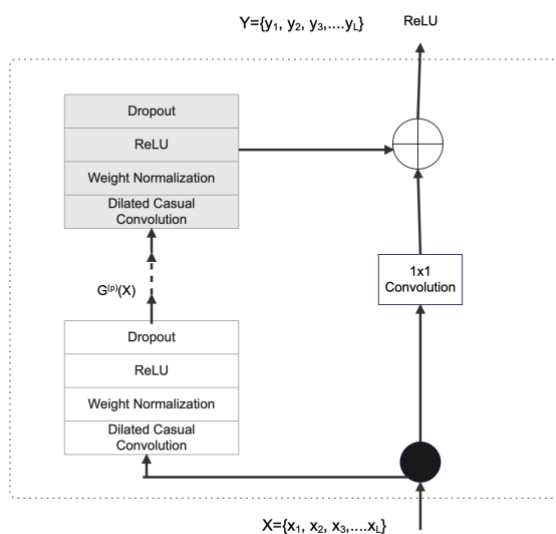 Y={y₁, y₂, y₃,....yL} ReLU
Dropout
ReLU
Weight Normalization
Dilated Casual
Convolution
G⁽ᵖ⁾(X)
1x1
Convolution
Dropout
ReLU
Weight Normalization
Dilated Casual
Convolution
X={x₁, x₂, x₃,....xL}